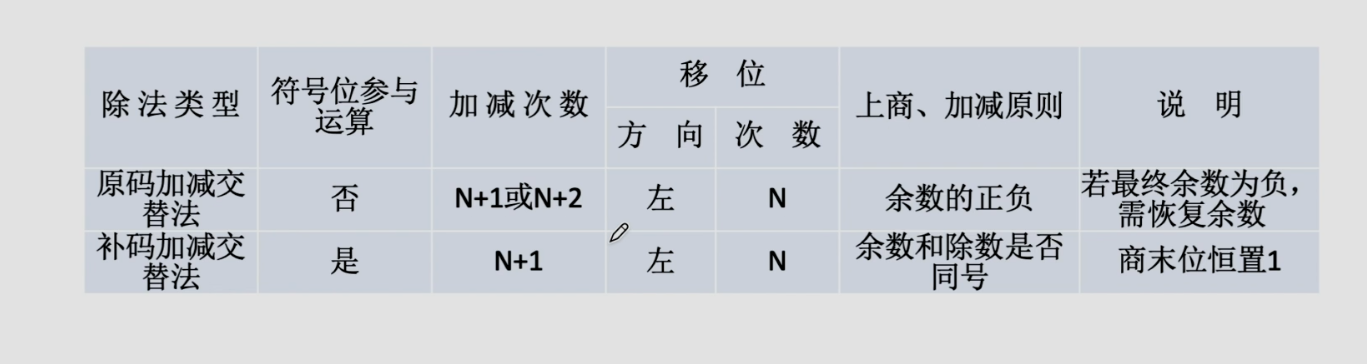 除法类型
符号位参与
运算
加减次数
移 位
方 向
次 数
上商、加减原则
说 明
原码加减交
替法
否
N+1或N+2
左
N
余数的正负
若最终余数为负，
需恢复余数
补码加减交
替法
是
N+1
左
N
余数和除数是否
同号
商末位恒置1